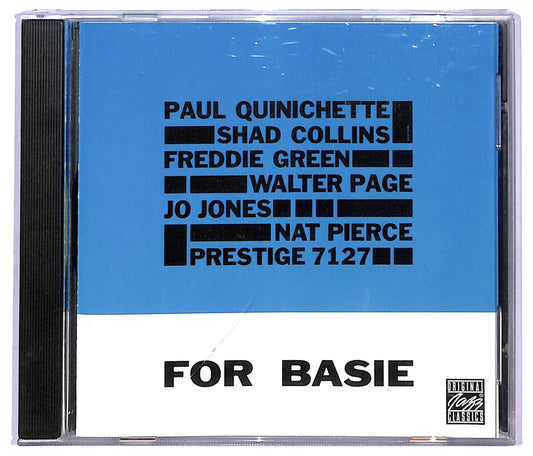 PAUL QUINICHETTE
SHAD COLLINS
FREDDIE GREEN
WALTER PAGE
JO JONES
NAT PIERCE
PRESTIGE 7127
FOR BASIE
ORIGINAL
Jazz
CLASSICS